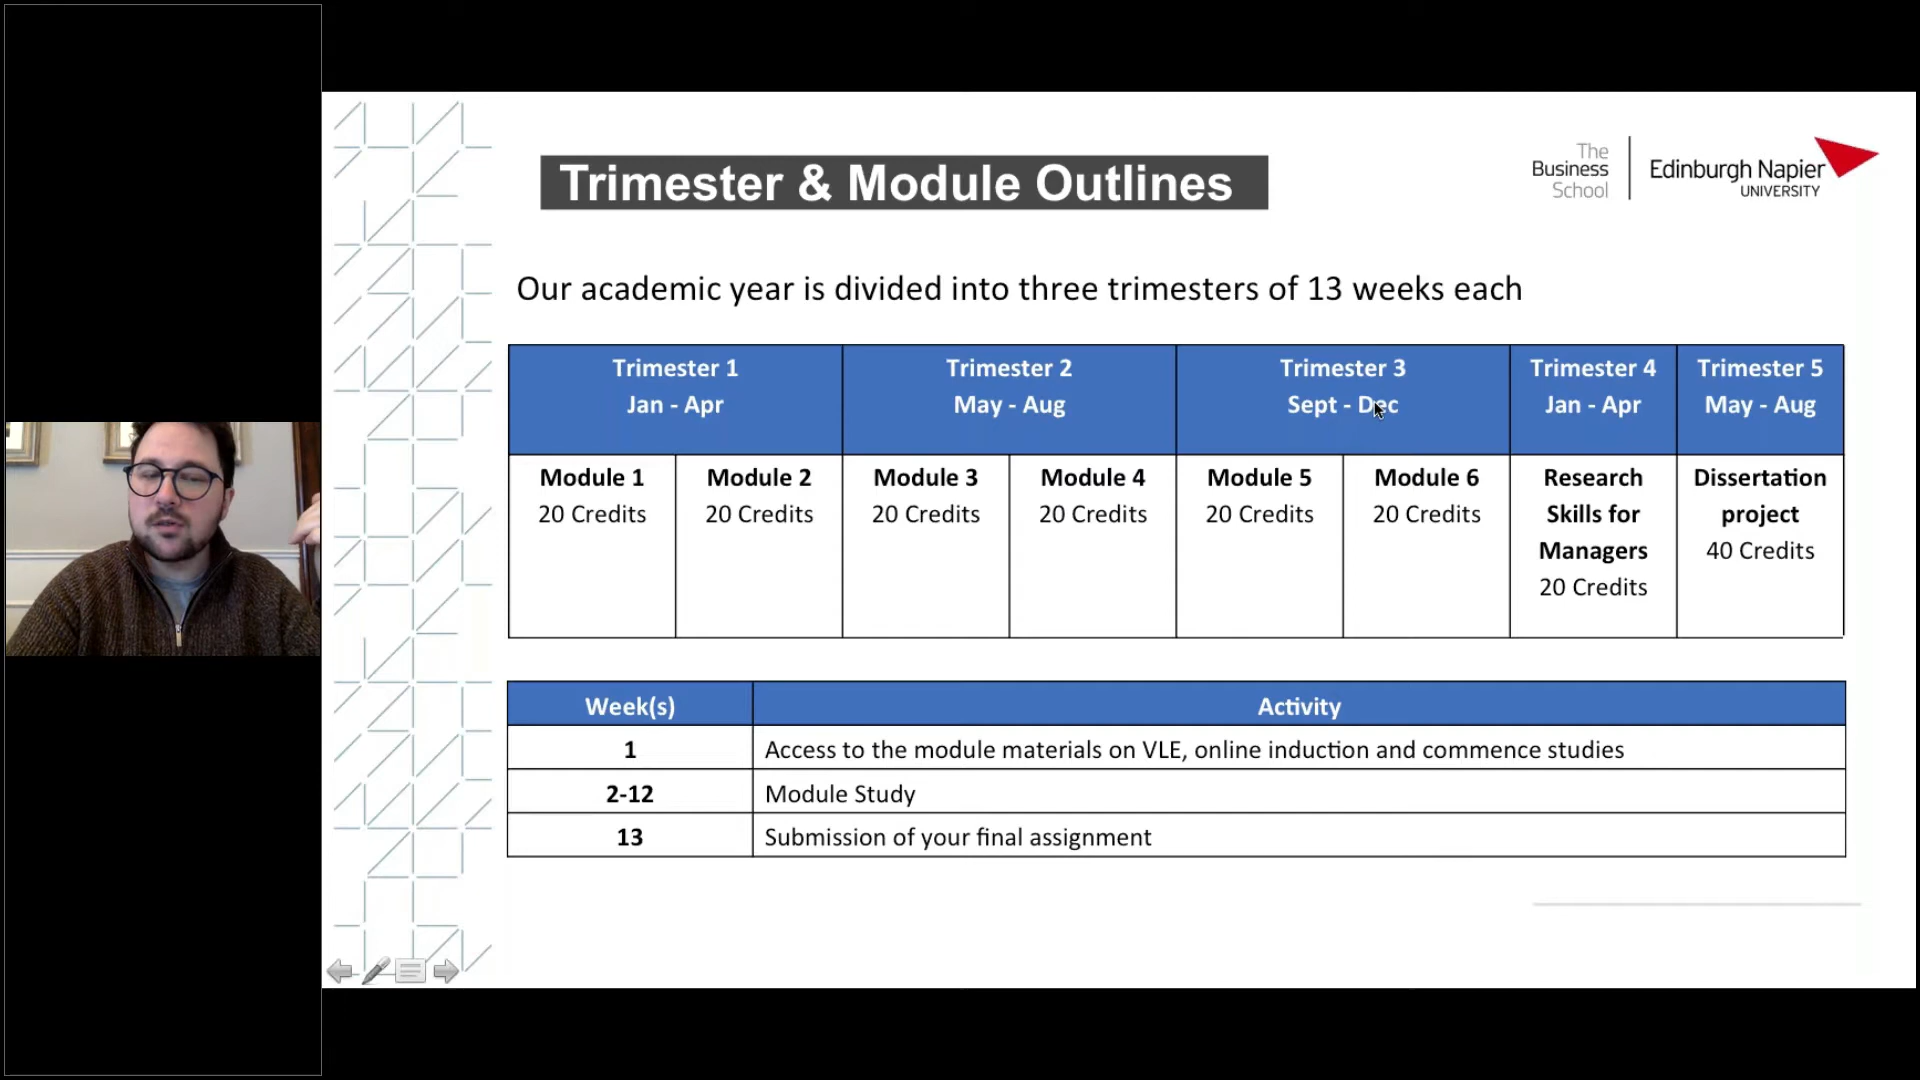 Trimester & Module Outlines
The
Business
School
Edinburgh Napier
UNIVERSITY
Our academic year is divided into three trimesters of 13 weeks each
Trimester 1
Jan - Apr
Trimester 2
May - Aug
Trimester 3
Sept - Dec
Trimester 4
Jan - Apr
Trimester 5
May - Aug
Module 1
20 Credits
Module 2
20 Credits
Module 3
20 Credits
Module 4
20 Credits
Module 5
20 Credits
Module 6
20 Credits
Research
Skills for
Managers
20 Credits
Dissertation
project
40 Credits
Week(s)
Activity
1
Access to the module materials on VLE, online induction and commence studies
2-12
Module Study
13
Submission of your final assignment